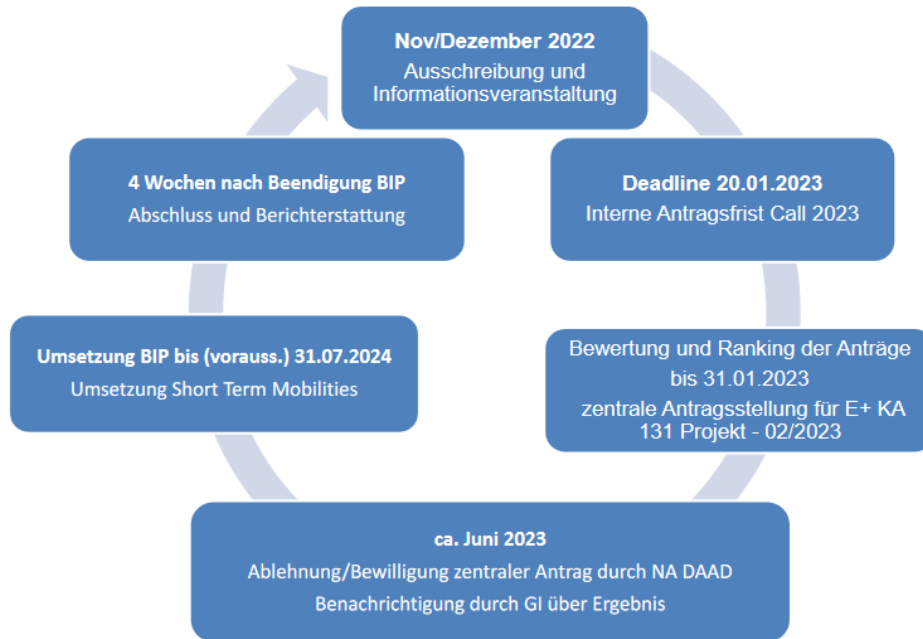 Nov/Dezember 2022
Ausschreibung und
Informationsveranstaltung
Deadline 20.01.2023
Interne Antragsfrist Call 2023
Bewertung und Ranking der Anträge
bis 31.01.2023
zentrale Antragsstellung für E+ KA
131 Projekt - 02/2023
ca. Juni 2023
Ablehnung/Bewilligung zentraler Antrag durch NA DAAD
Benachrichtigung durch GI über Ergebnis
Umsetzung BIP bis (vorauss.) 31.07.2024
Umsetzung Short Term Mobilities
4 Wochen nach Beendigung BIP
Abschluss und Berichterstattung